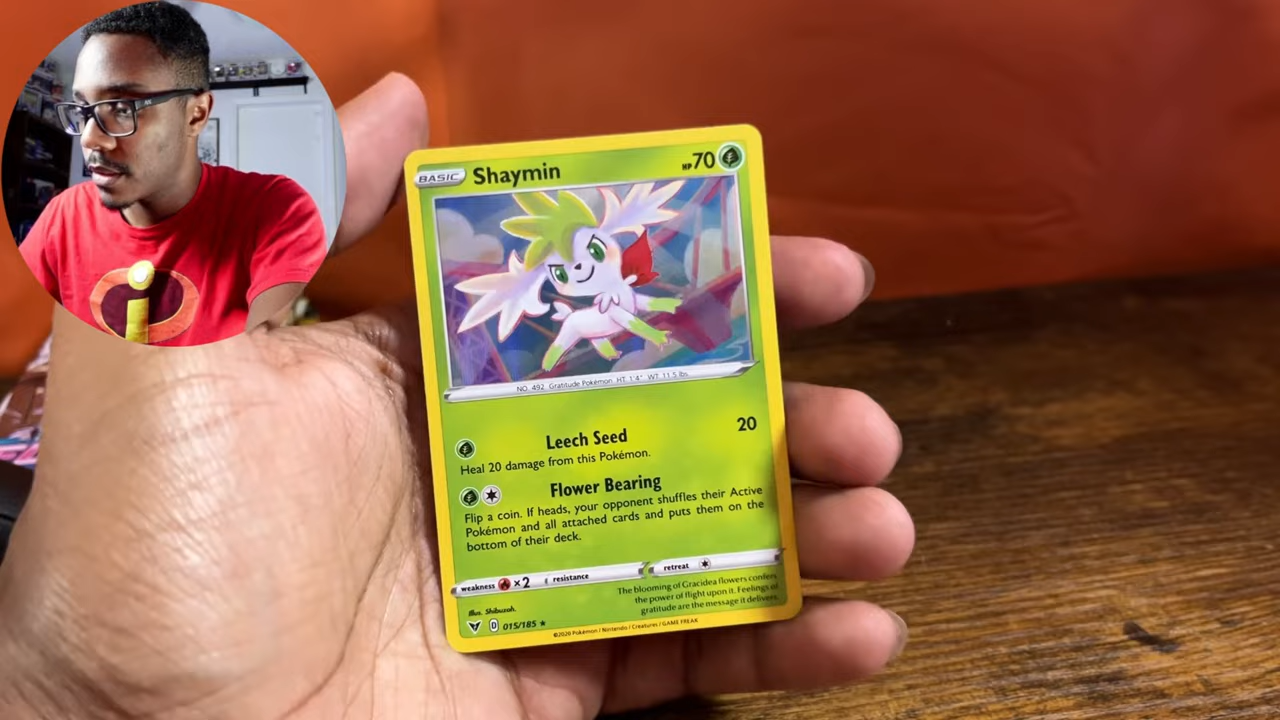 BASIC Shaymin HP 70
NO. 492 Gratitude Pokémon HT. 1'4" WT. 11.5 lbs.
Leech Seed 20
Heal 20 damage from this Pokémon.
Flower Bearing
Flip a coin. If heads, your opponent shuffles their Active
Pokémon and all attached cards and puts them on the
bottom of their deck.
weakness ×2 resistance retreat
The blooming of Gracidea flowers confers
the power of flight upon it. Feelings of
gratitude are the message it delivers.
Illus. Shibuzoh.
D 015/185 ★
©2020 Pokémon / Nintendo / Creatures / GAME FREAK